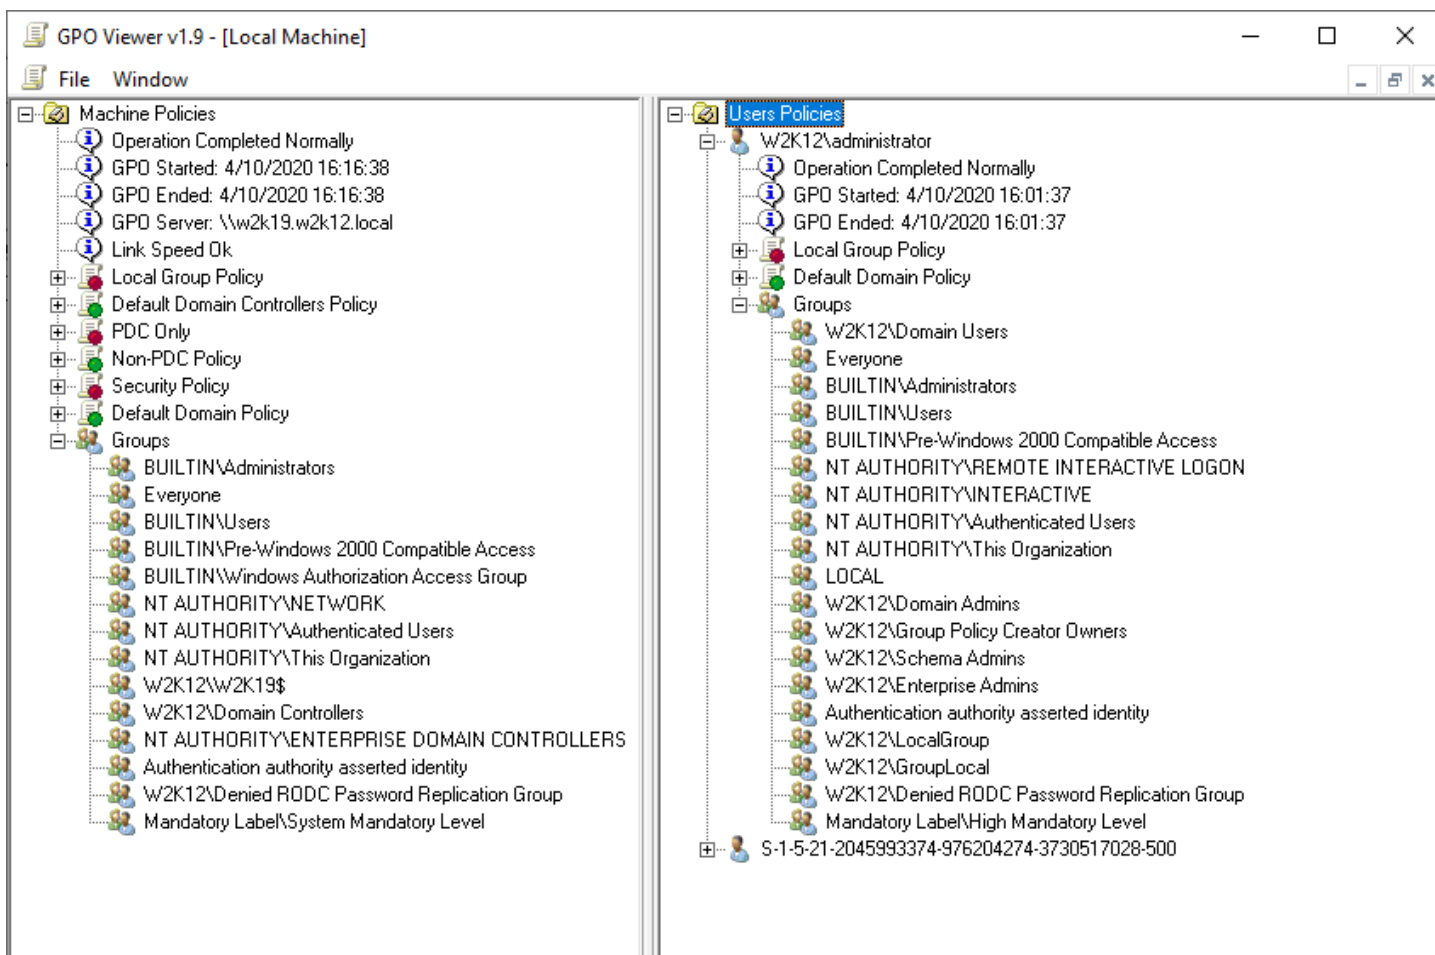 GPO Viewer v1.9 - [Local Machine]
File Window
Machine Policies
Operation Completed Normally
GPO Started: 4/10/2020 16:16:38
GPO Ended: 4/10/2020 16:16:38
GPO Server: \\w2k19.w2k12.local
Link Speed Ok
Local Group Policy
Default Domain Controllers Policy
PDC Only
Non-PDC Policy
Security Policy
Default Domain Policy
Groups
BUILTIN\Administrators
Everyone
BUILTIN\Users
BUILTIN\Pre-Windows 2000 Compatible Access
BUILTIN\Windows Authorization Access Group
NT AUTHORITY\NETWORK
NT AUTHORITY\Authenticated Users
NT AUTHORITY\This Organization
W2K12\W2K19$
W2K12\Domain Controllers
NT AUTHORITY\ENTERPRISE DOMAIN CONTROLLERS
Authentication authority asserted identity
W2K12\Denied RODC Password Replication Group
Mandatory Label\System Mandatory Level
Users Policies
W2K12\administrator
Operation Completed Normally
GPO Started: 4/10/2020 16:01:37
GPO Ended: 4/10/2020 16:01:37
Local Group Policy
Default Domain Policy
Groups
W2K12\Domain Users
Everyone
BUILTIN\Administrators
BUILTIN\Users
BUILTIN\Pre-Windows 2000 Compatible Access
NT AUTHORITY\REMOTE INTERACTIVE LOGON
NT AUTHORITY\INTERACTIVE
NT AUTHORITY\Authenticated Users
NT AUTHORITY\This Organization
LOCAL
W2K12\Domain Admins
W2K12\Group Policy Creator Owners
W2K12\Schema Admins
W2K12\Enterprise Admins
Authentication authority asserted identity
W2K12\LocalGroup
W2K12\GroupLocal
W2K12\Denied RODC Password Replication Group
Mandatory Label\High Mandatory Level
S-1-5-21-2045993374-976204274-3730517028-500